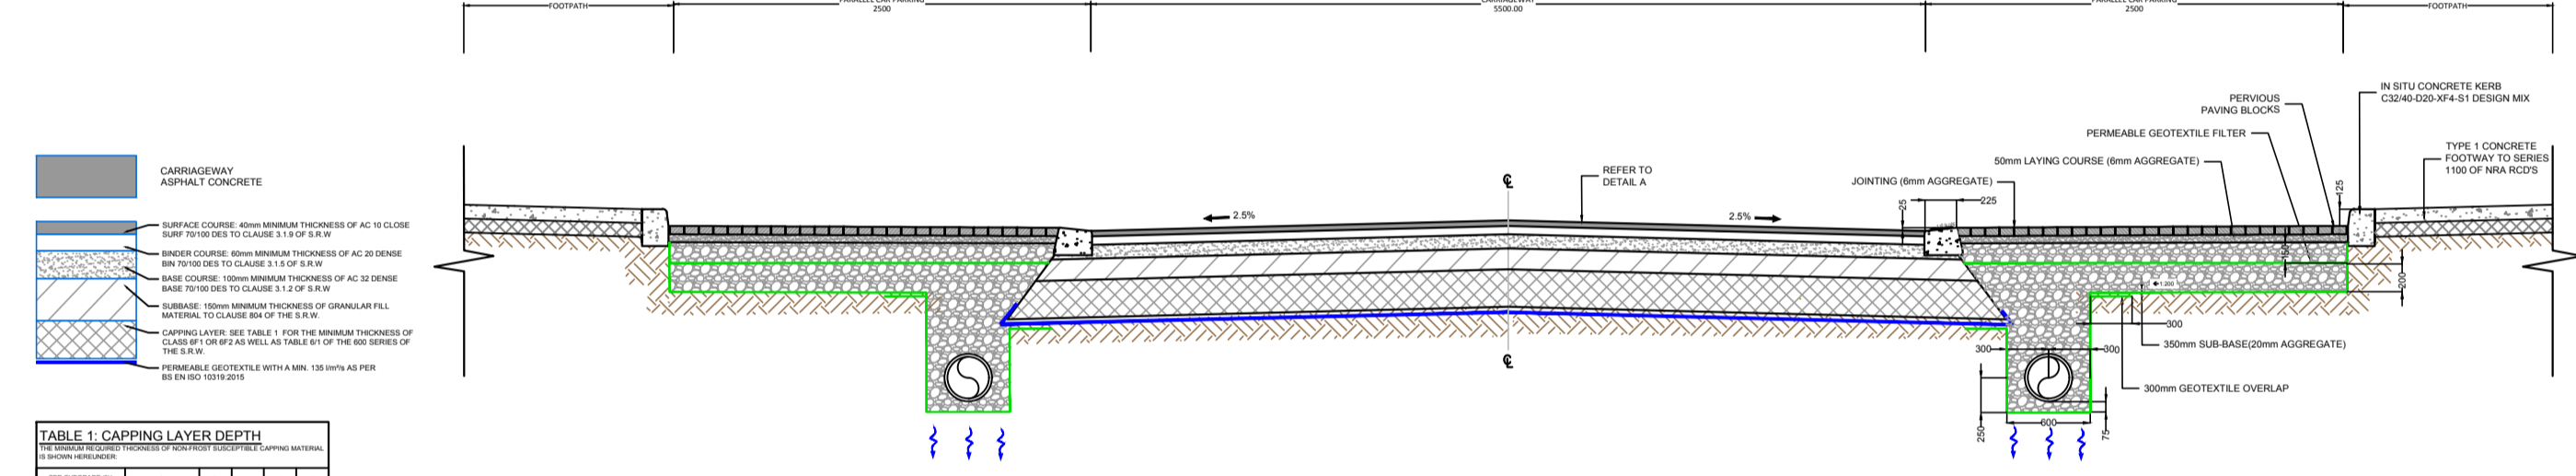 FOOTPATH
PARALLEL CAR PARKING
2500
CARRIAGEWAY
5500.00
PARALLEL CAR PARKING
2500
FOOTPATH
CARRIAGEWAY
ASPHALT CONCRETE
SURFACE COURSE: 40mm MINIMUM THICKNESS OF AC 10 CLOSE
SURF 70/100 DES TO CLAUSE 3.1.9 OF S.R.W
BINDER COURSE: 60mm MINIMUM THICKNESS OF AC 20 DENSE
BIN 70/100 DES TO CLAUSE 3.1.5 OF S.R.W
BASE COURSE: 100mm MINIMUM THICKNESS OF AC 32 DENSE
BASE 70/100 DES TO CLAUSE 3.1.2 OF S.R.W
SUBBASE: 150mm MINIMUM THICKNESS OF GRANULAR FILL
MATERIAL TO CLAUSE 804 OF THE S.R.W.
CAPPING LAYER: SEE TABLE 1 FOR THE MINIMUM THICKNESS OF
CLASS 6F1 OR 6F2 AS WELL AS TABLE 6/1 OF THE 600 SERIES OF
THE S.R.W.
PERMEABLE GEOTEXTILE WITH A MIN. 135 l/m²/s AS PER
BS EN ISO 10319:2015
TABLE 1: CAPPING LAYER DEPTH
THE MINIMUM REQUIRED THICKNESS OF NON-FROST SUSCEPTIBLE CAPPING MATERIAL
IS SHOWN HEREUNDER:
2.5%
2.5%
REFER TO
DETAIL A
JOINTING (6mm AGGREGATE)
50mm LAYING COURSE (6mm AGGREGATE)
PERMEABLE GEOTEXTILE FILTER
PERVIOUS
PAVING BLOCKS
IN SITU CONCRETE KERB
C32/40-D20-XF4-S1 DESIGN MIX
TYPE 1 CONCRETE
FOOTWAY TO SERIES
1100 OF NRA RCD'S
125
25
225
150
200
1:200
300
350mm SUB-BASE(20mm AGGREGATE)
300mm GEOTEXTILE OVERLAP
300
300
250
600
75